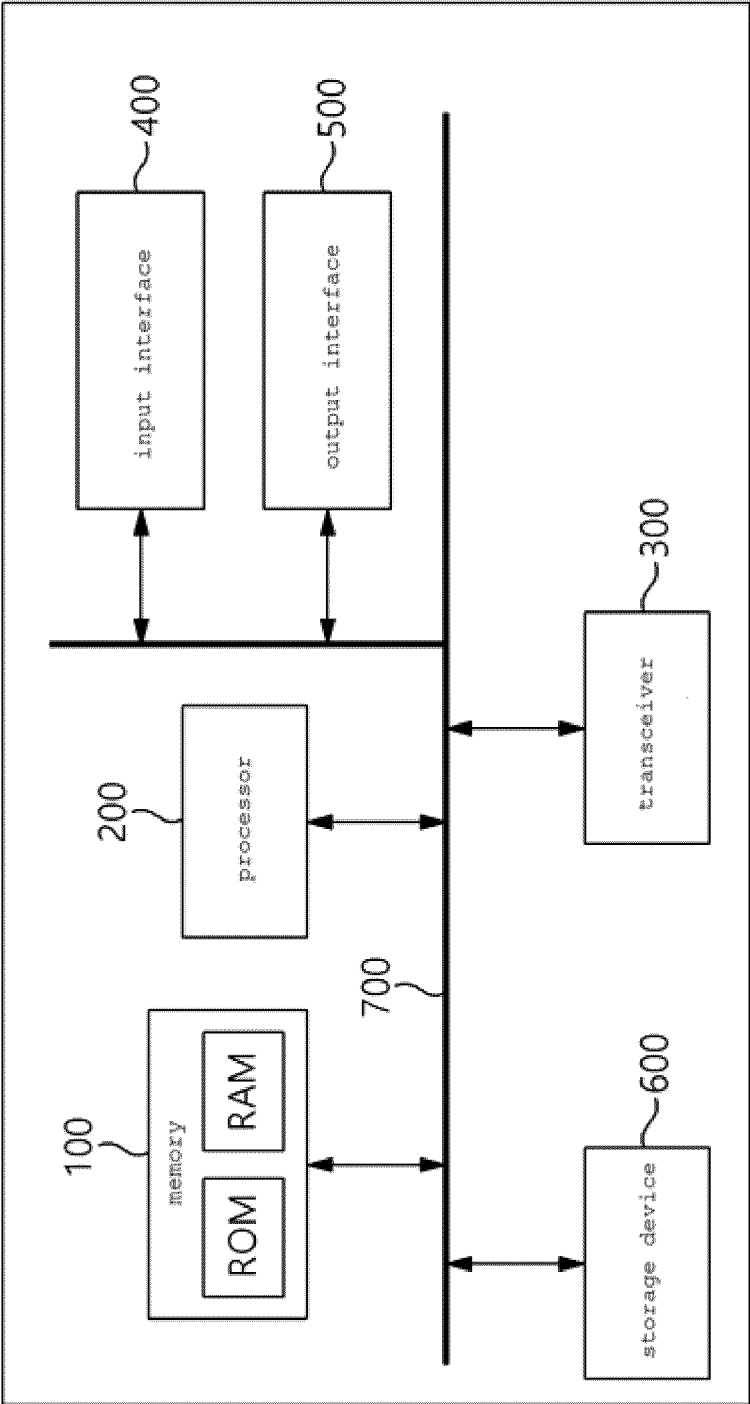 100
memory
ROM
RAM
200
processor
input interface
400
output interface
500
700
storage device
600
transceiver
300